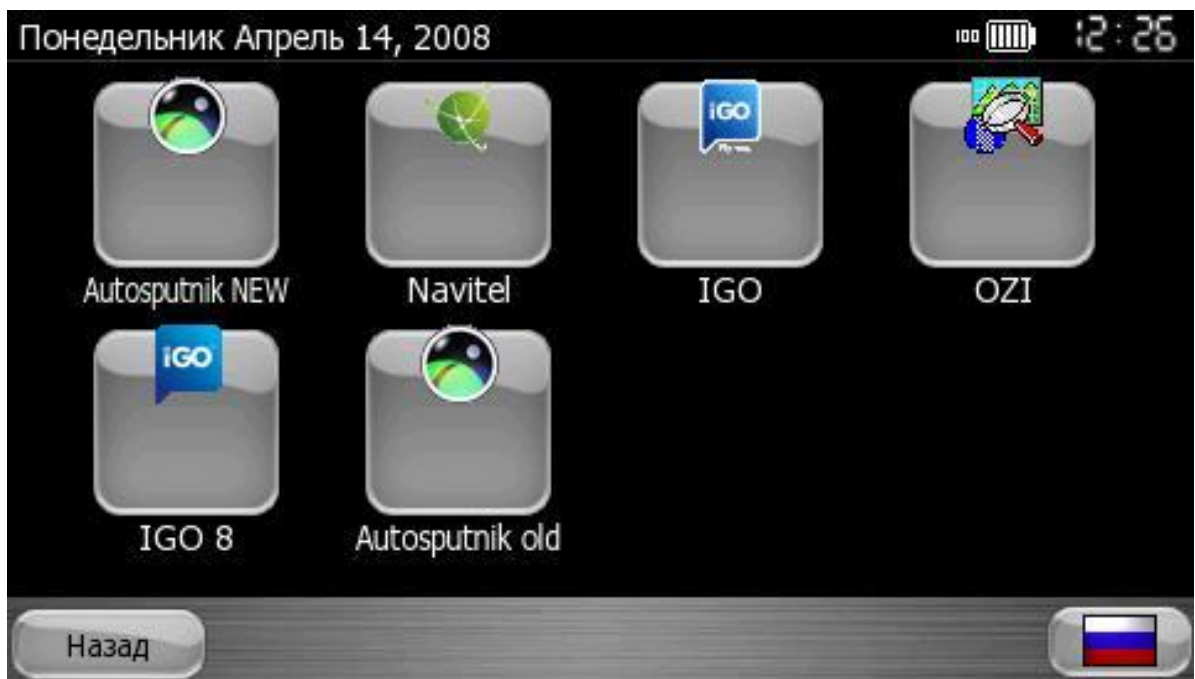 Понедельник Апрель 14, 2008 100 12:26
iGO
Autosputnik NEW Navitel IGO OZI
iGO
IGO 8 Autosputnik old
Назад